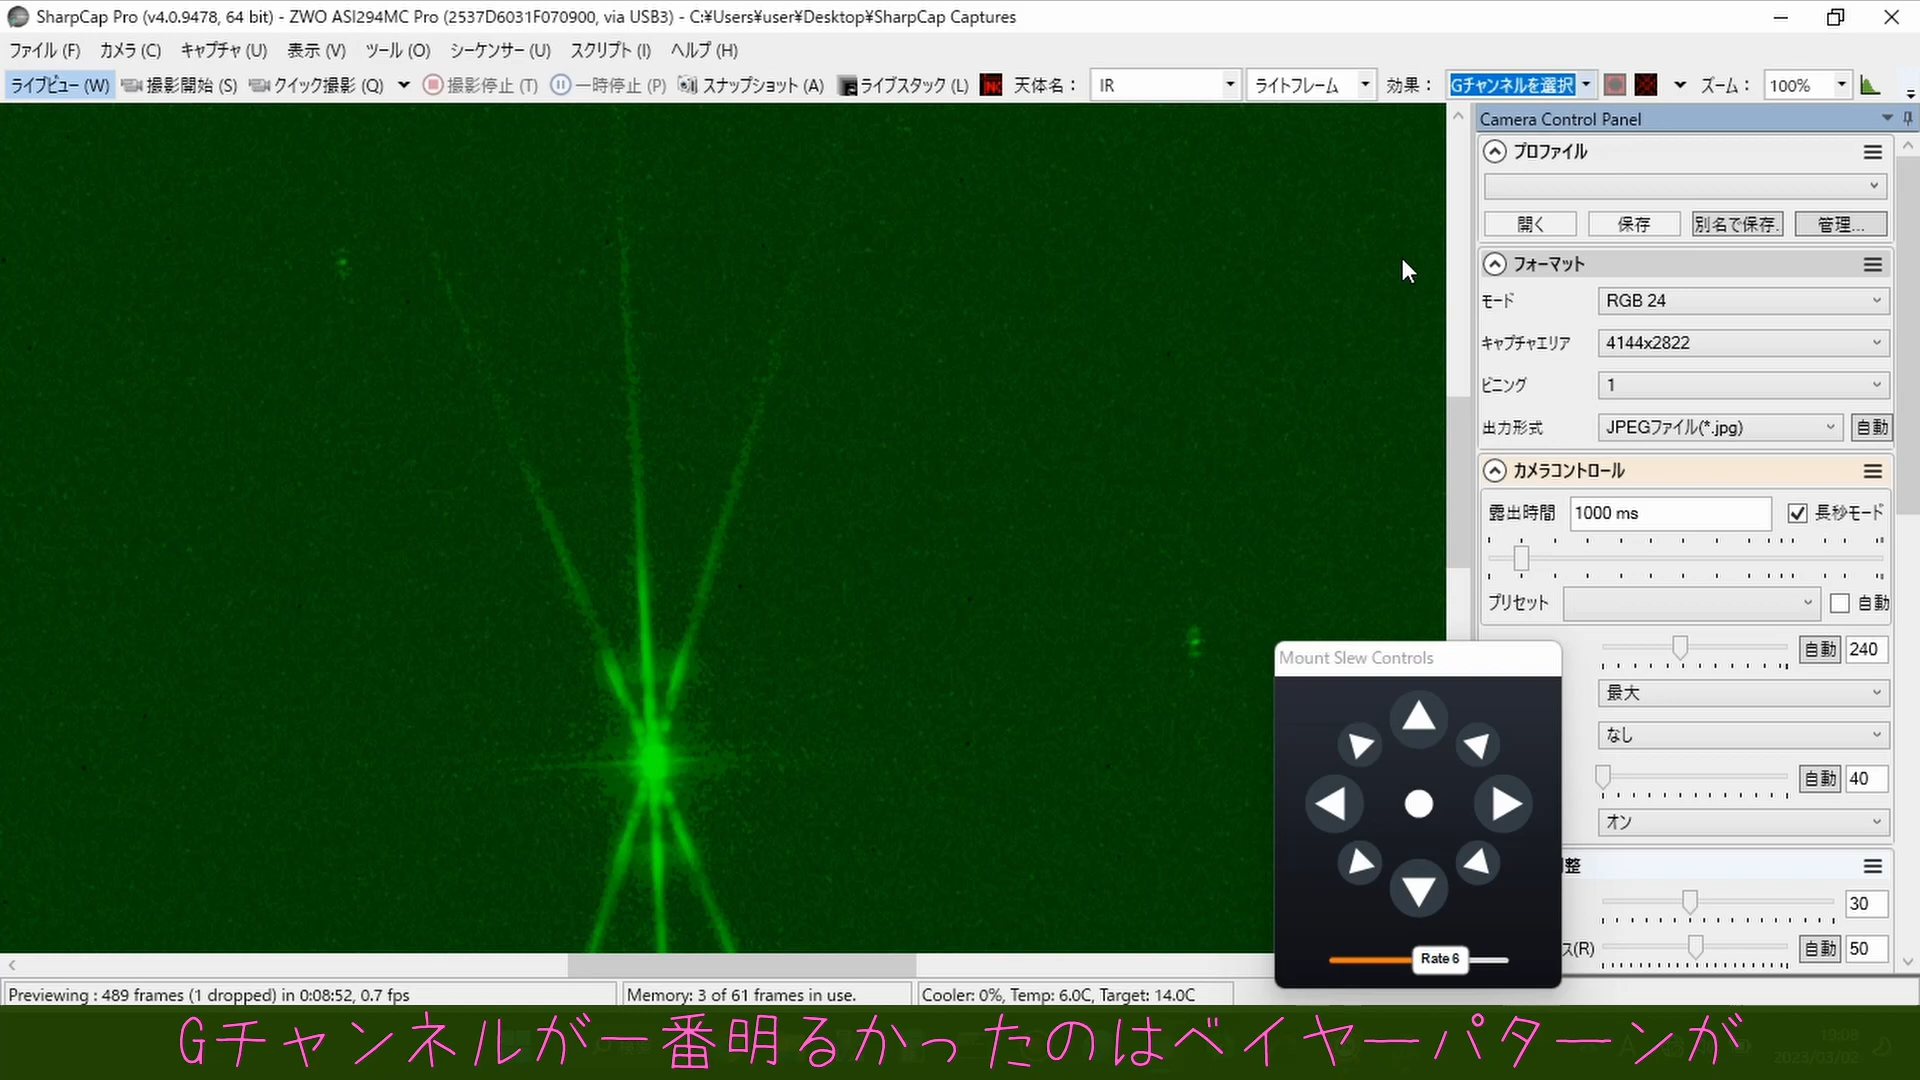 SharpCap Pro (v4.0.9478, 64 bit) - ZWO ASI294MC Pro (2537D6031F070900, via USB3) - C:¥Users¥user¥Desktop¥SharpCap Captures
ファイル (F) カメラ (C) キャプチャ (U) 表示 (V) ツール (O) シーケンサー (U) スクリプト (I) ヘルプ (H)
ライブビュー (W) 撮影開始 (S) クイック撮影 (Q) 撮影停止 (T) 一時停止 (P) スナップショット (A) ライブスタック (L) 天体名： IR ライトフレーム 効果： Gチャンネルを選択 ズーム： 100%
Camera Control Panel
プロファイル
開く 保存 別名で保存. 管理...
フォーマット
モード RGB 24
キャプチャエリア 4144x2822
ビニング 1
出力形式 JPEGファイル(*.jpg) 自動
カメラコントロール
露出時間 1000 ms 長秒モード
プリセット 自動
自動 240
最大
なし
自動 40
オン
整
30
ス(R) 自動 50
Mount Slew Controls
Rate 6
Previewing : 489 frames (1 dropped) in 0:08:52, 0.7 fps Memory: 3 of 61 frames in use. Cooler: 0%, Temp: 6.0C, Target: 14.0C
Gチャンネルが一番明るかったのはベイヤーパターンが
19:08
2023/03/02